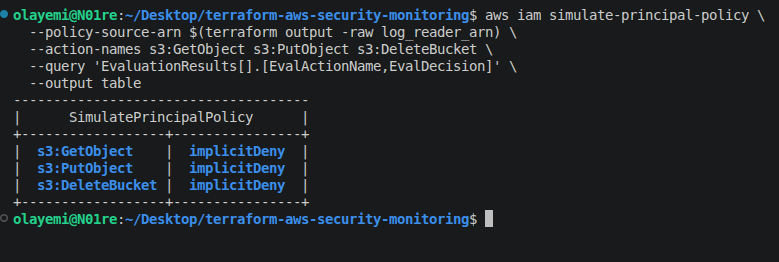 olayemi@N01re:~/Desktop/terraform-aws-security-monitoring$ aws iam simulate-principal-policy \
  --policy-source-arn $(terraform output -raw log_reader_arn) \
  --action-names s3:GetObject s3:PutObject s3:DeleteBucket \
  --query 'EvaluationResults[].[EvalActionName,EvalDecision]' \
  --output table
------------------------------------
|      SimulatePrincipalPolicy      |
+------------------+----------------+
|  s3:GetObject    |  implicitDeny  |
|  s3:PutObject    |  implicitDeny  |
|  s3:DeleteBucket |  implicitDeny  |
+------------------+----------------+
olayemi@N01re:~/Desktop/terraform-aws-security-monitoring$